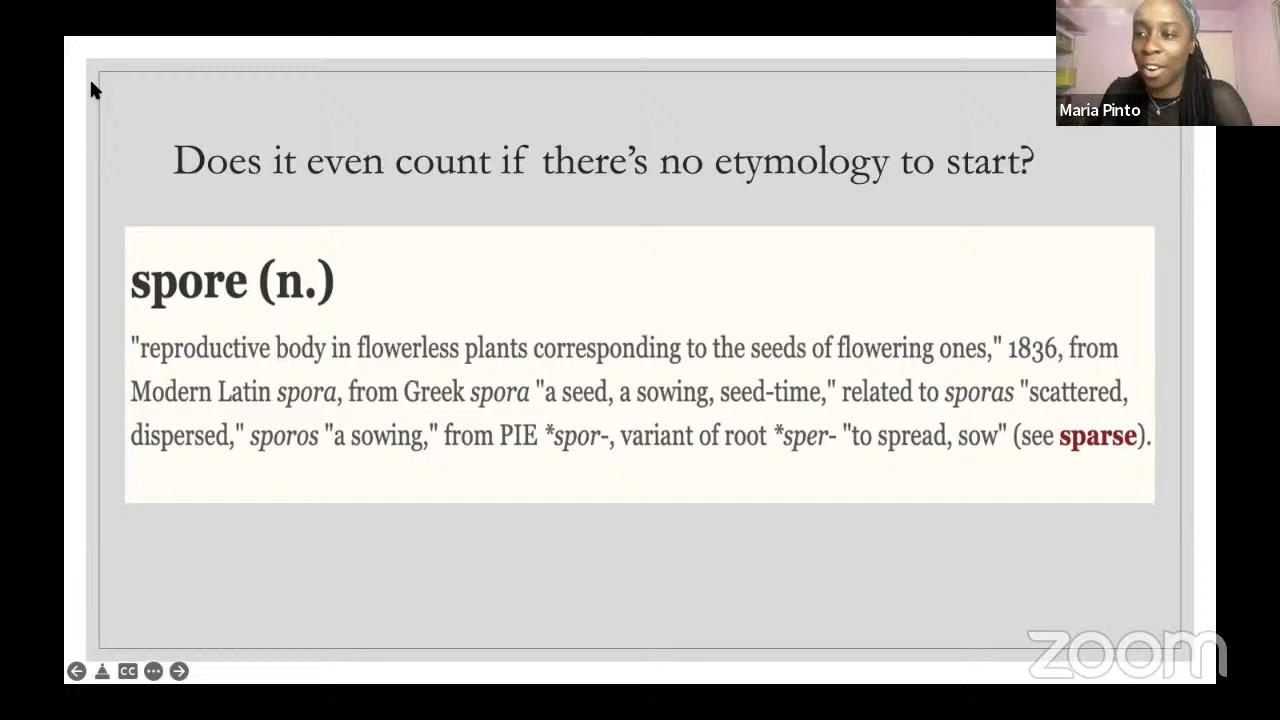 Maria Pinto
Does it even count if there’s no etymology to start?
spore (n.)
"reproductive body in flowerless plants corresponding to the seeds of flowering ones," 1836, from
Modern Latin spora, from Greek spora "a seed, a sowing, seed-time," related to sporas "scattered,
dispersed," sporos "a sowing," from PIE *spor-, variant of root *sper- "to spread, sow" (see sparse).
CC
zoom